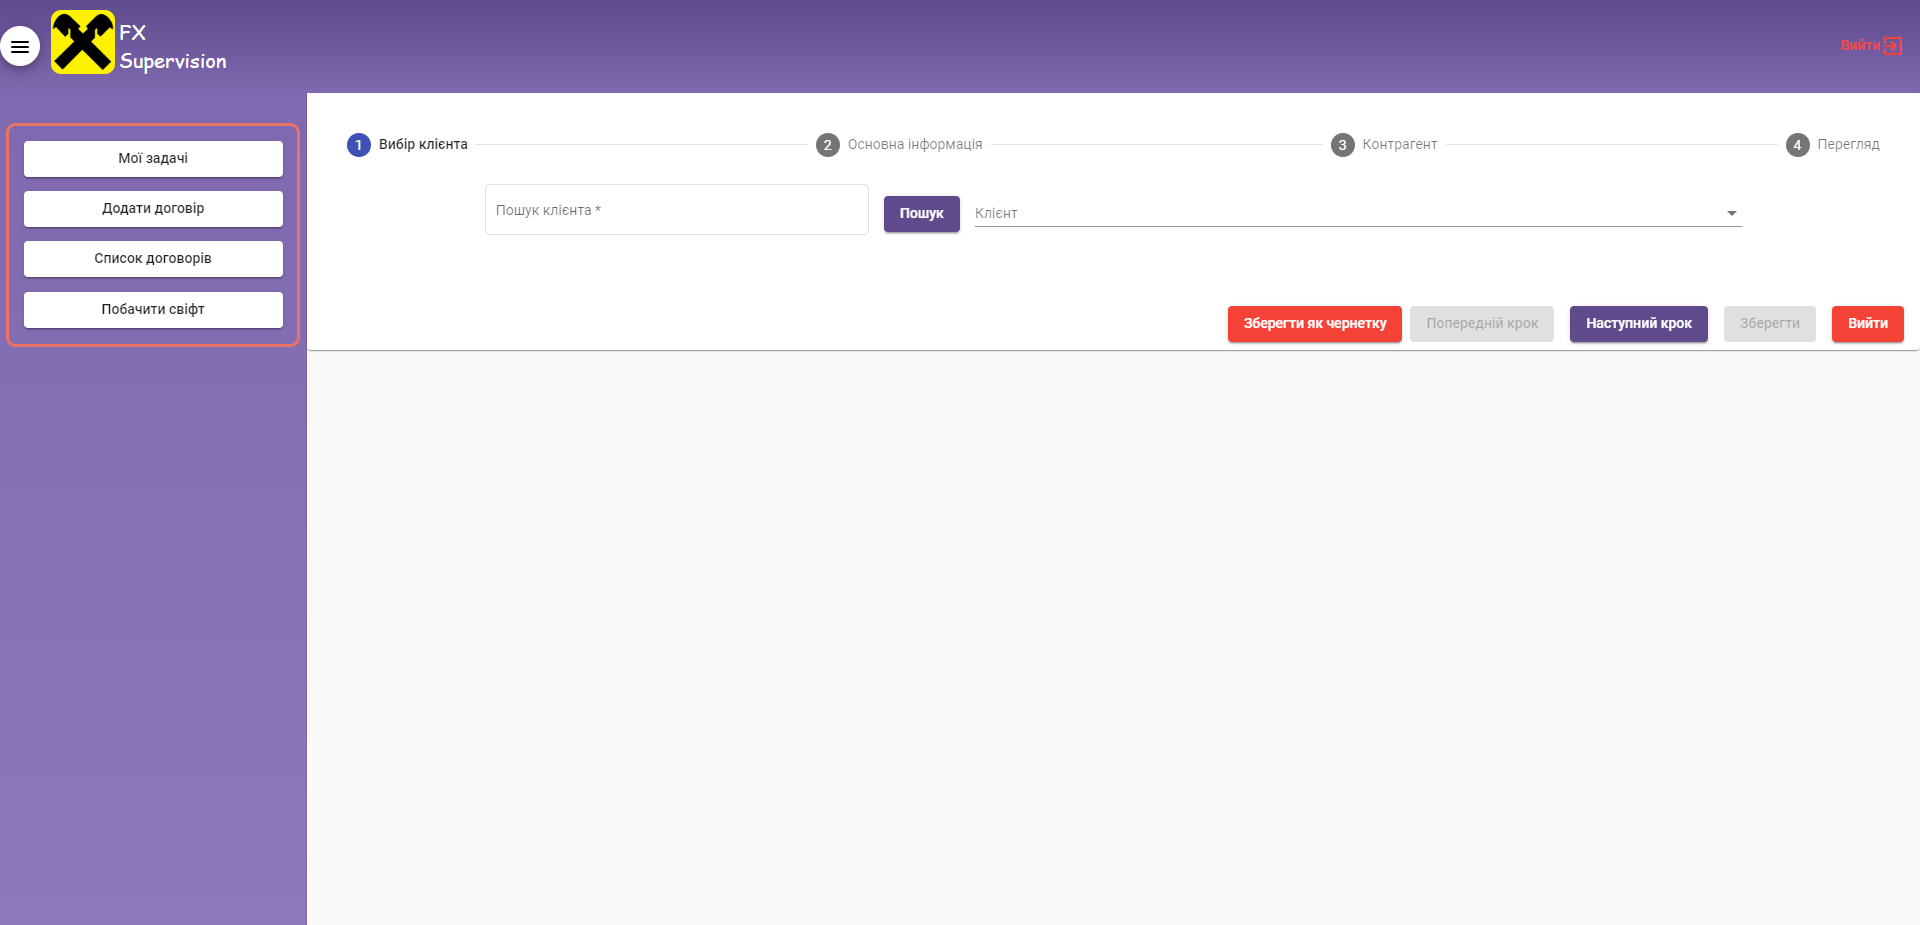 FX
Supervision
Вийти
Мої задачі
Додати договір
Список договорів
Побачити свіфт
1 Вибір клієнта
2 Основна інформація
3 Контрагент
4 Перегляд
Пошук клієнта *
Пошук
Клієнт
Зберегти як чернетку
Попередній крок
Наступний крок
Зберегти
Вийти